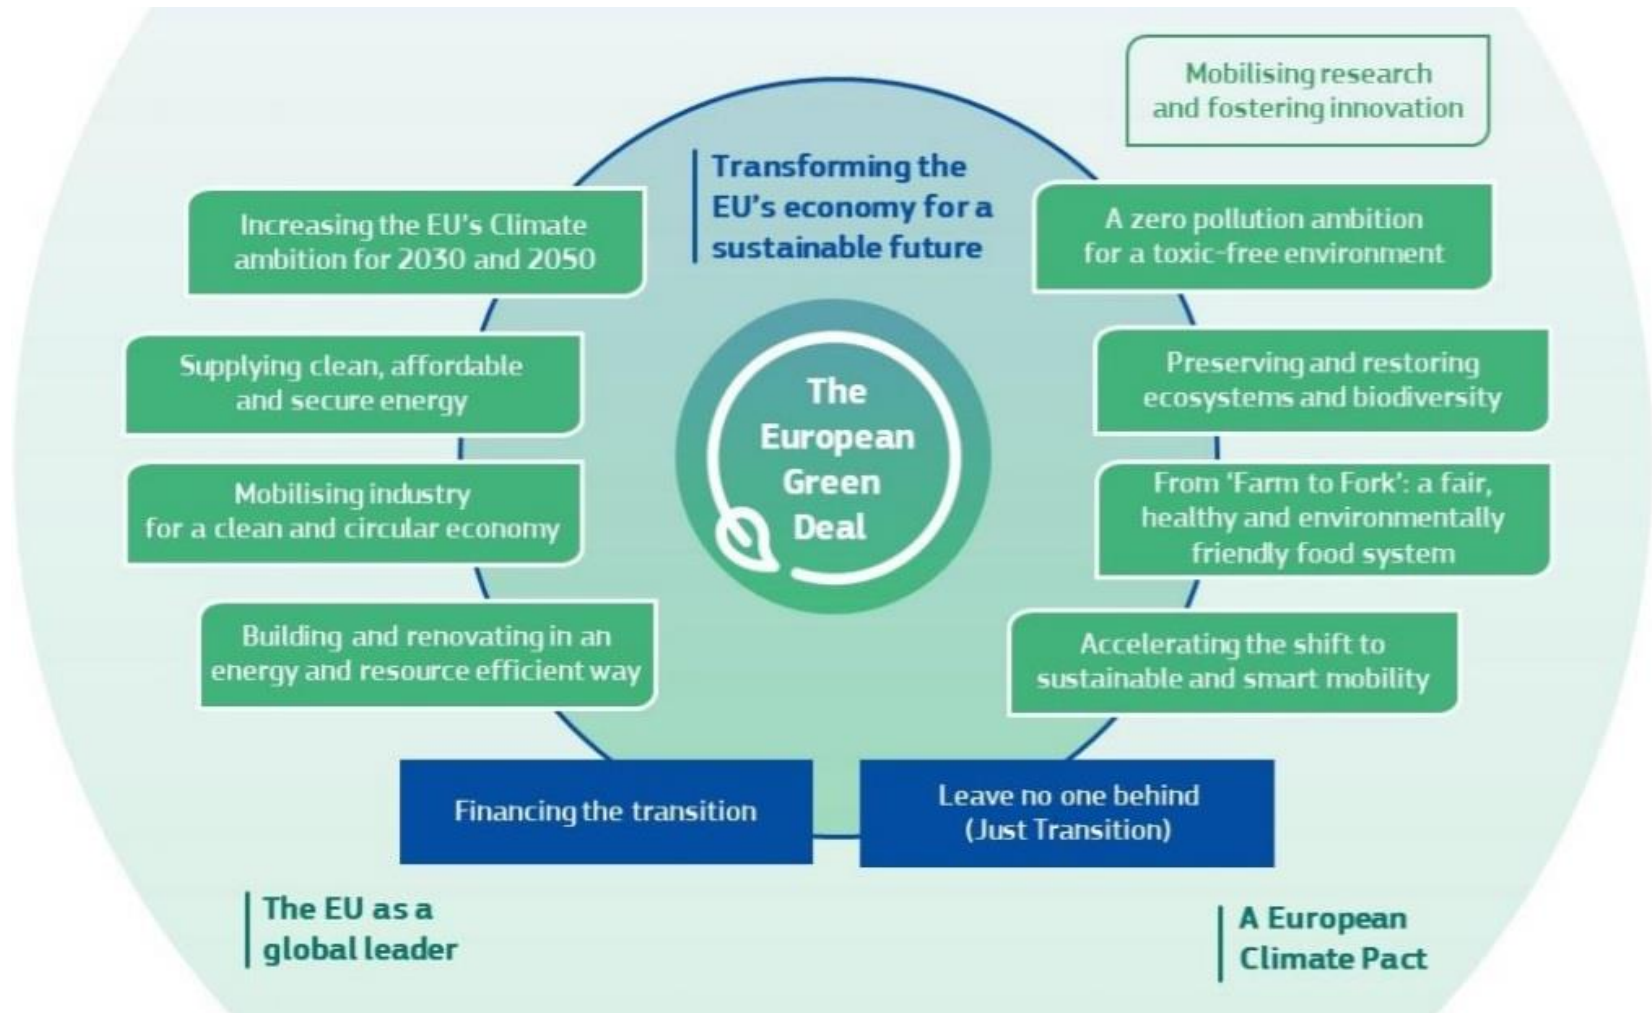 Mobilising research
and fostering innovation
Transforming the
EU's economy for a
sustainable future
Increasing the EU's Climate
ambition for 2030 and 2050
A zero pollution ambition
for a toxic-free environment
Supplying clean, affordable
and secure energy
Preserving and restoring
ecosystems and biodiversity
The
European
Green
Deal
Mobilising industry
for a clean and circular economy
From 'Farm to Fork': a fair,
healthy and environmentally
friendly food system
Building and renovating in an
energy and resource efficient way
Accelerating the shift to
sustainable and smart mobility
Financing the transition
Leave no one behind
(Just Transition)
The EU as a
global leader
A European
Climate Pact